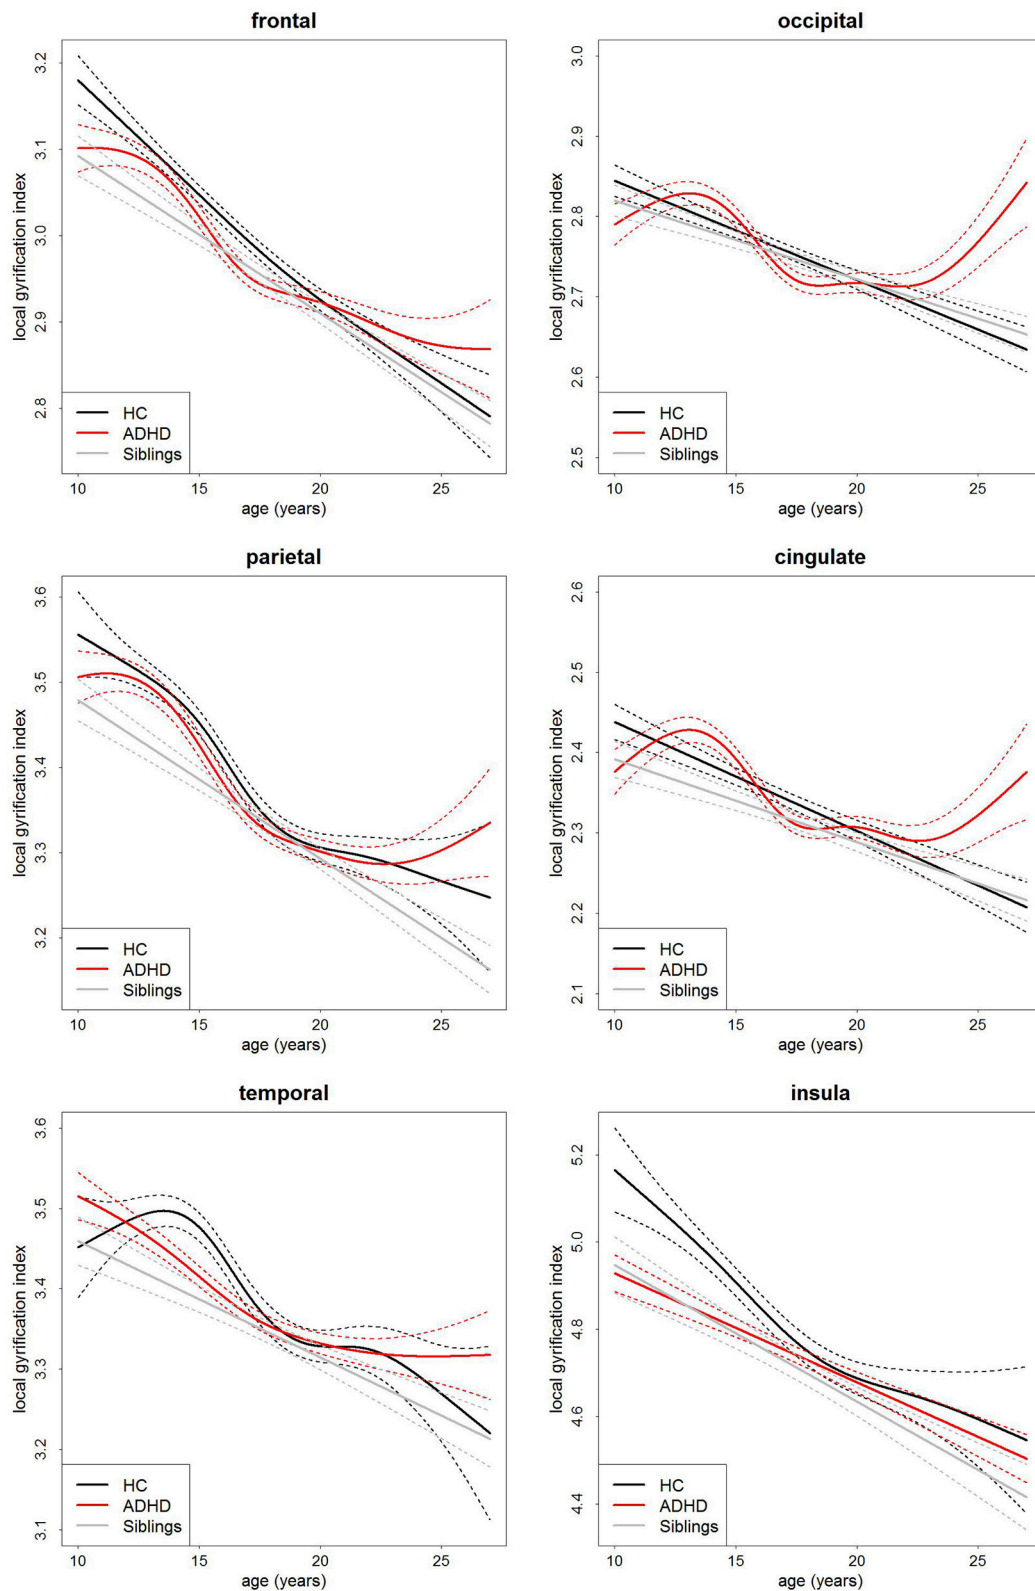 frontal
local gyrification index
3.2
3.1
3.0
2.9
2.8
HC
ADHD
Siblings
10 15 20 25
age (years)
occipital
local gyrification index
3.0
2.9
2.8
2.7
2.6
2.5
HC
ADHD
Siblings
10 15 20 25
age (years)
parietal
local gyrification index
3.6
3.5
3.4
3.3
3.2
HC
ADHD
Siblings
10 15 20 25
age (years)
cingulate
local gyrification index
2.6
2.5
2.4
2.3
2.2
2.1
HC
ADHD
Siblings
10 15 20 25
age (years)
temporal
local gyrification index
3.6
3.5
3.4
3.3
3.2
3.1
HC
ADHD
Siblings
10 15 20 25
age (years)
insula
local gyrification index
5.2
5.0
4.8
4.6
4.4
HC
ADHD
Siblings
10 15 20 25
age (years)